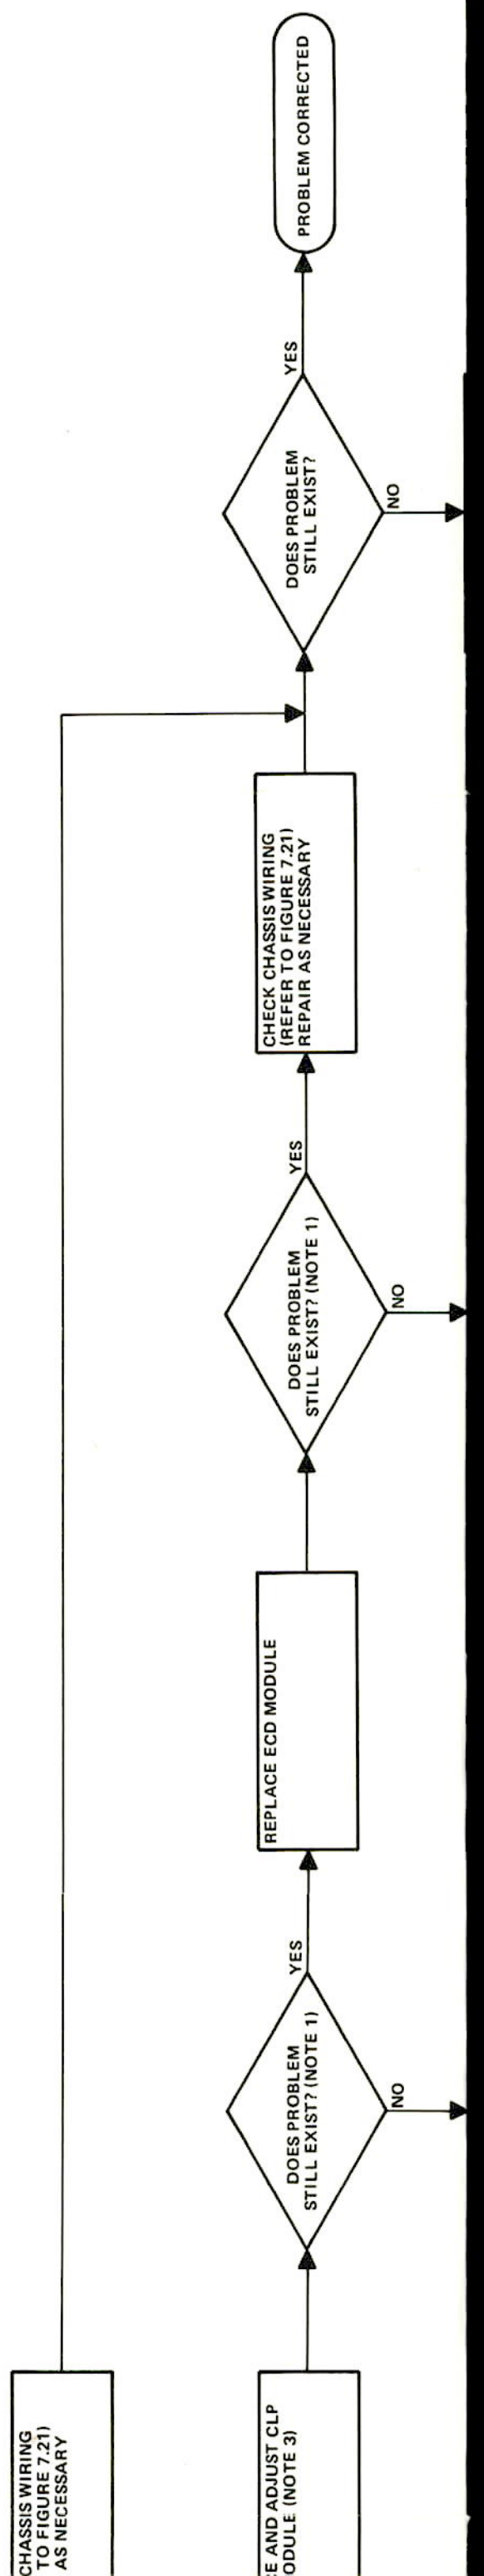 CHASSIS WIRING
TO FIGURE 7.21)
AS NECESSARY
AND ADJUST CLP
(NOTE 3)
DOES PROBLEM
STILL EXIST? (NOTE 1)
YES
NO
REPLACE ECD MODULE
DOES PROBLEM
STILL EXIST? (NOTE 1)
YES
NO
CHECK CHASSIS WIRING
(REFER TO FIGURE 7.21)
REPAIR AS NECESSARY
DOES PROBLEM
STILL EXIST?
YES
NO
PROBLEM CORRECTED